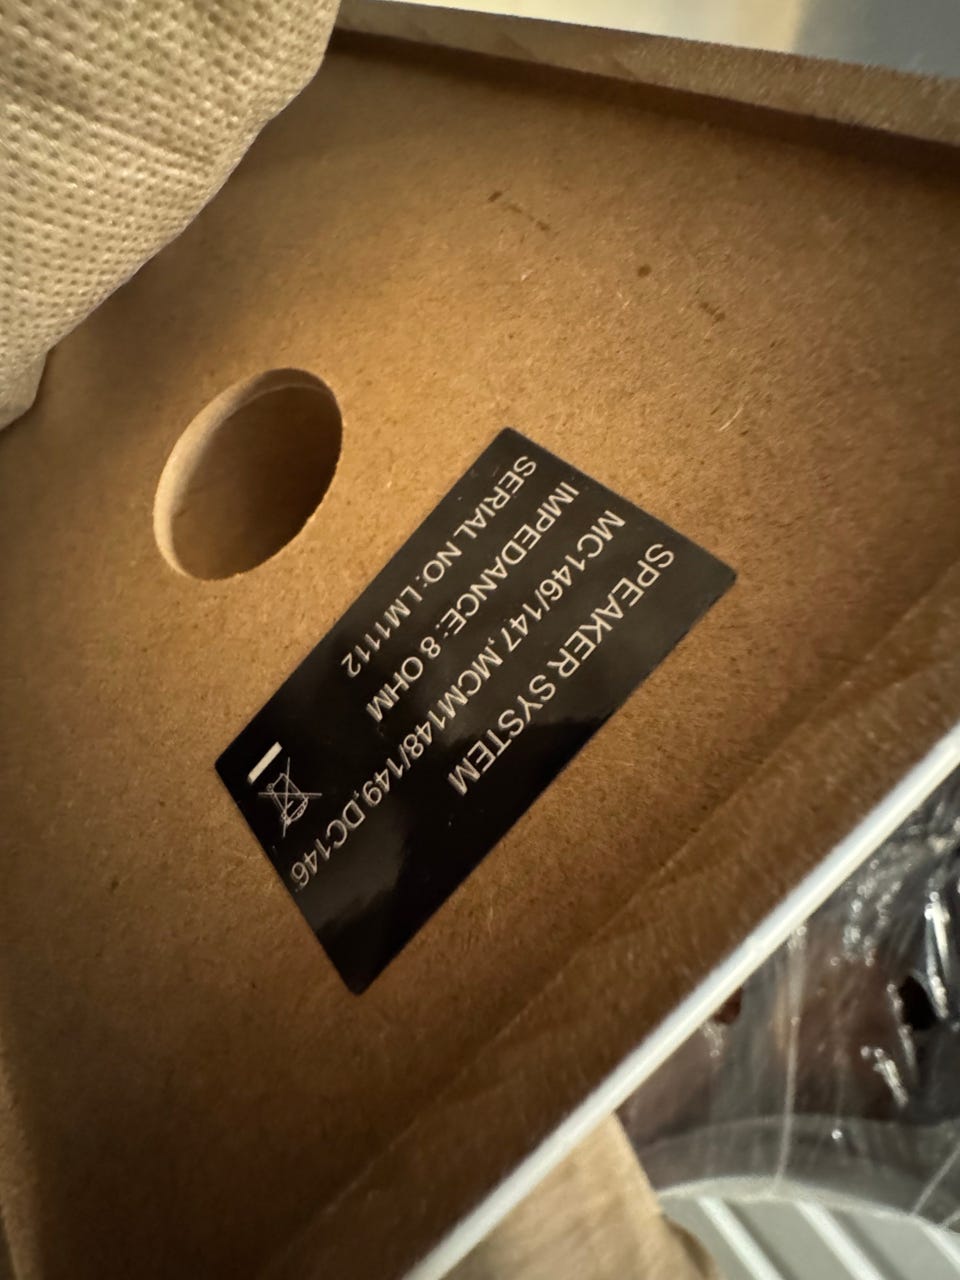 SPEAKER SYSTEM
MC146/147,MCM148/149,DC146
IMPEDANCE: 8 OHM
SERIAL NO: LM1112